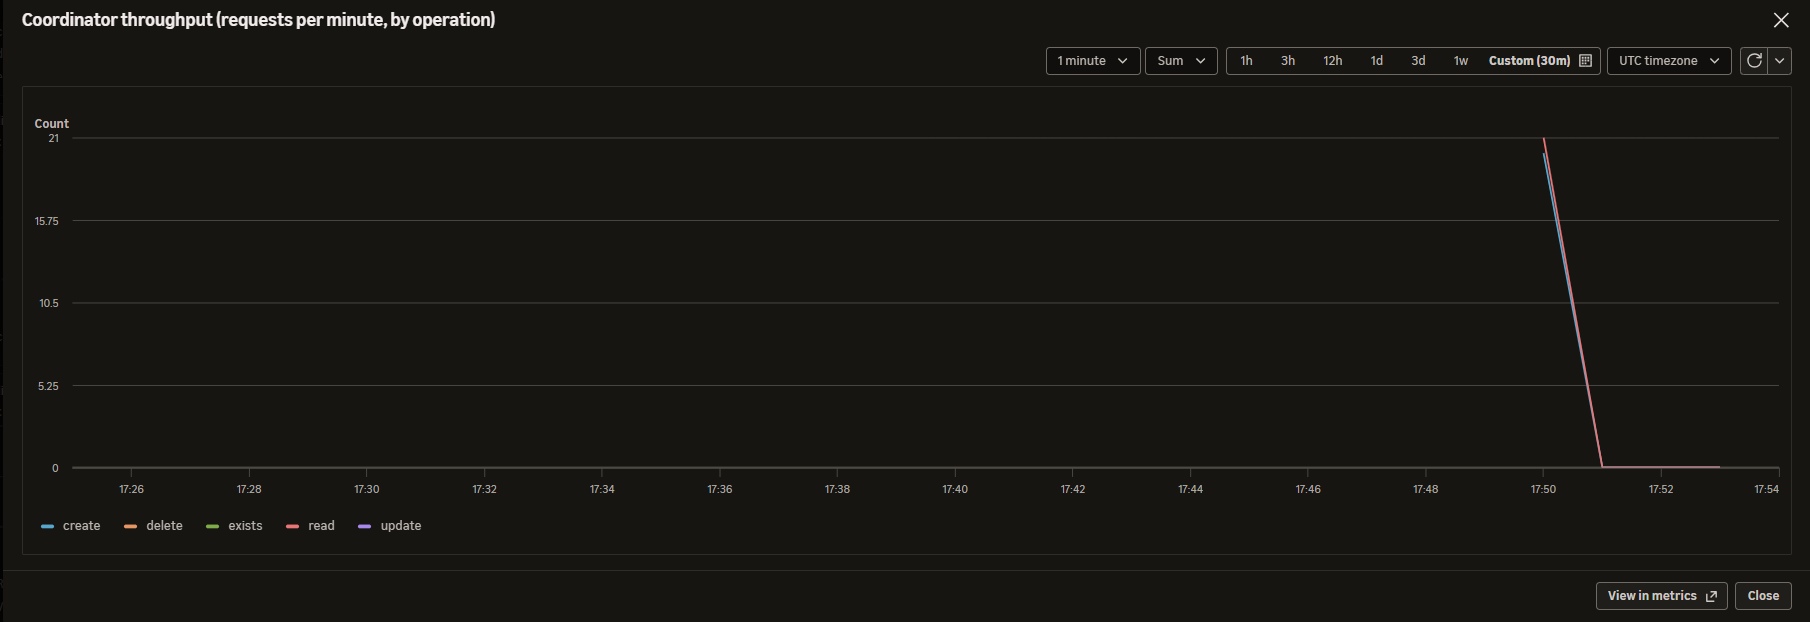 Coordinator throughput (requests per minute, by operation)
1 minute Sum 1h 3h 12h 1d 3d 1w Custom (30m) UTC timezone
Count
21
15.75
10.5
5.25
0
17:26 17:28 17:30 17:32 17:34 17:36 17:38 17:40 17:42 17:44 17:46 17:48 17:50 17:52 17:54
create delete exists read update
View in metrics Close